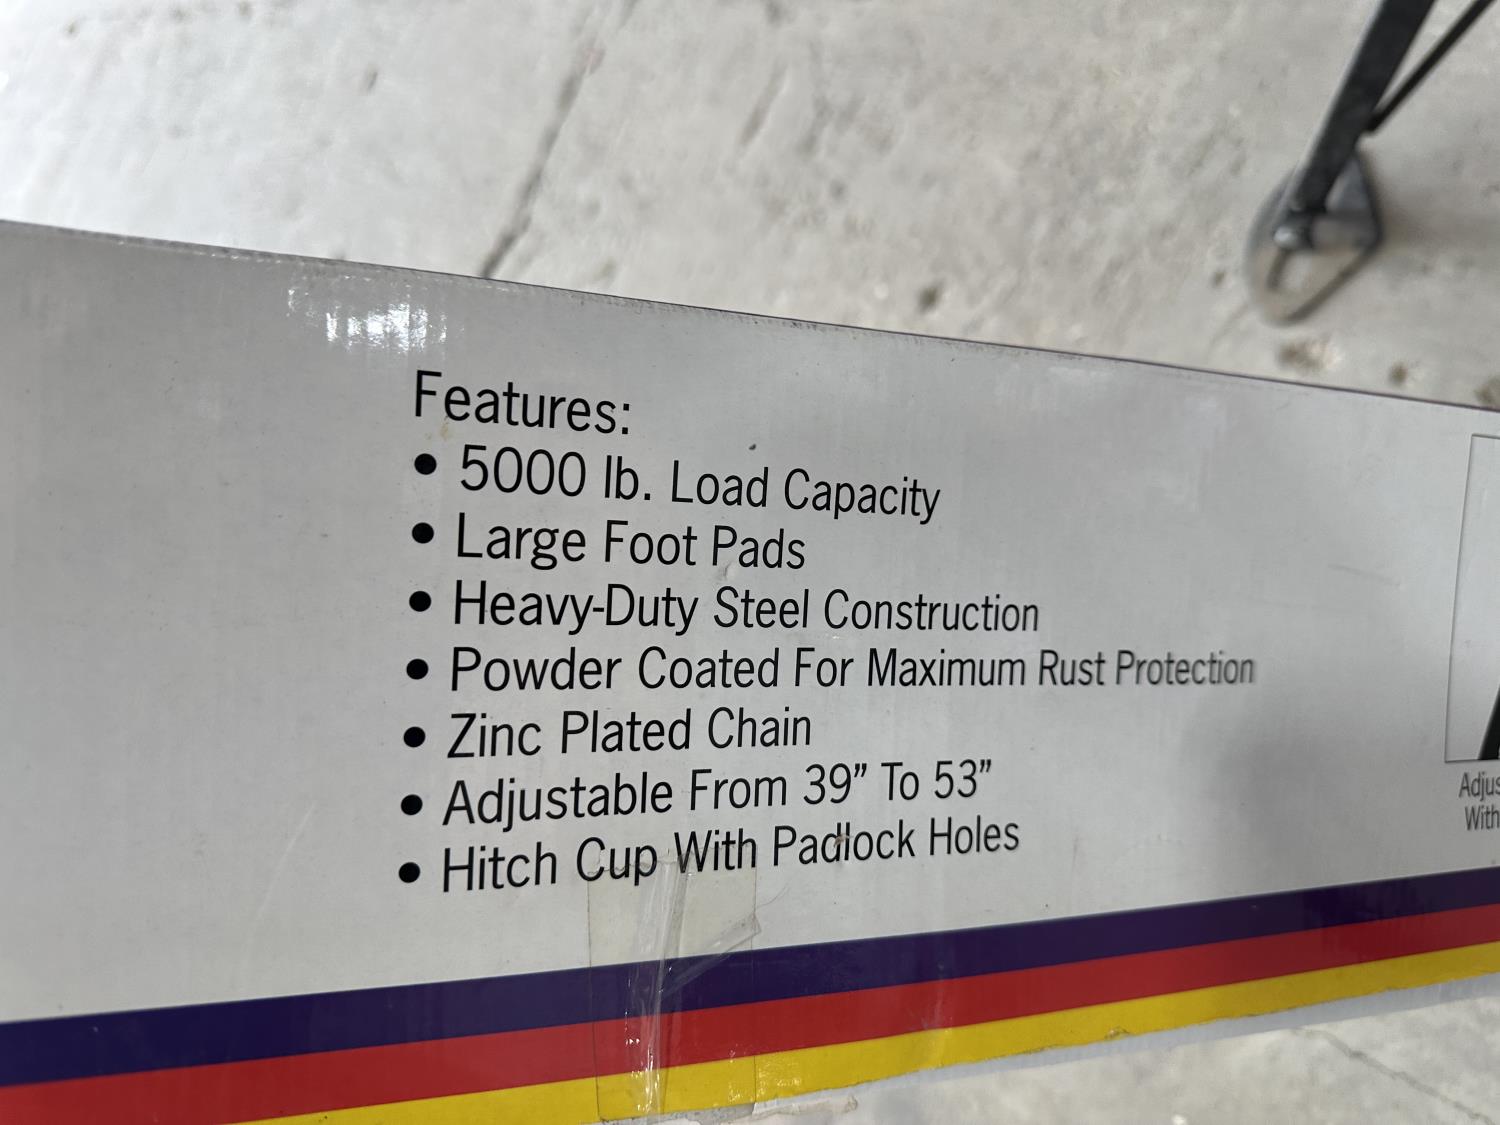 Features:
• 5000 lb. Load Capacity
• Large Foot Pads
• Heavy-Duty Steel Construction
• Powder Coated For Maximum Rust Protection
• Zinc Plated Chain
• Adjustable From 39” To 53”
• Hitch Cup With Padlock Holes
With